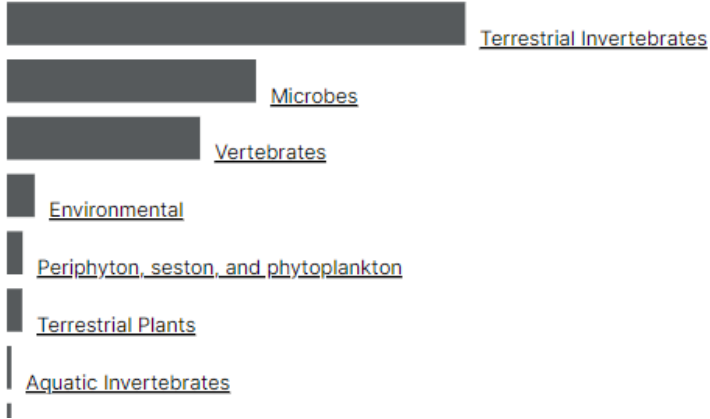 Terrestrial Invertebrates
Microbes
Vertebrates
Environmental
Periphyton, seston, and phytoplankton
Terrestrial Plants
Aquatic Invertebrates